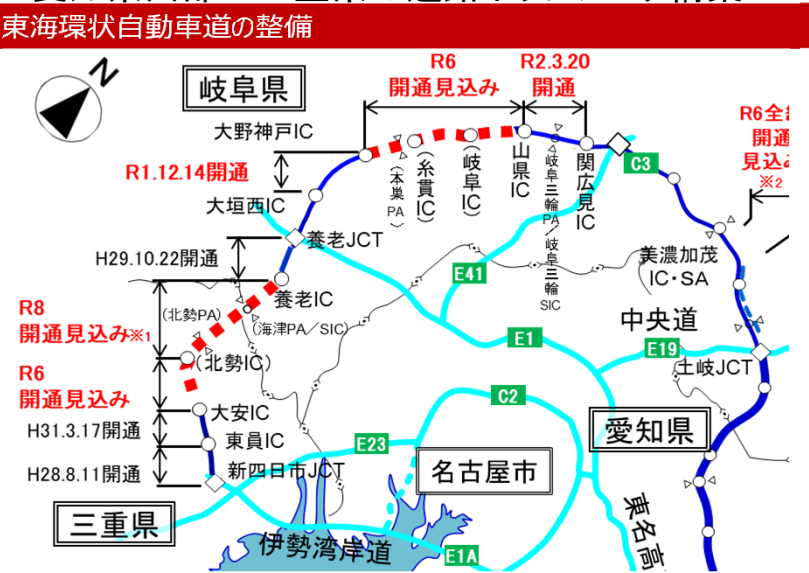 東海環状自動車道の整備
N
岐阜県
R6
開通見込み
R2.3.20
開通
R6全
開通
見込み
※2
大野神戸IC
(本巣PA)
(糸貫IC)
(岐阜IC)
山県IC
岐阜三輪PA/岐阜三輪SIC
関広見IC
C3
R1.12.14開通
大垣西IC
養老JCT
H29.10.22開通
養老IC
E41
美濃加茂
IC・SA
R8
開通見込み※1
(北勢PA)
(海津PA/SIC)
(北勢IC)
E1
中央道
E19
土岐JCT
R6
開通見込み
大安IC
H31.3.17開通
東員IC
H28.8.11開通
新四日市JCT
C2
E23
愛知県
名古屋市
三重県
伊勢湾岸道
E1A
東名高